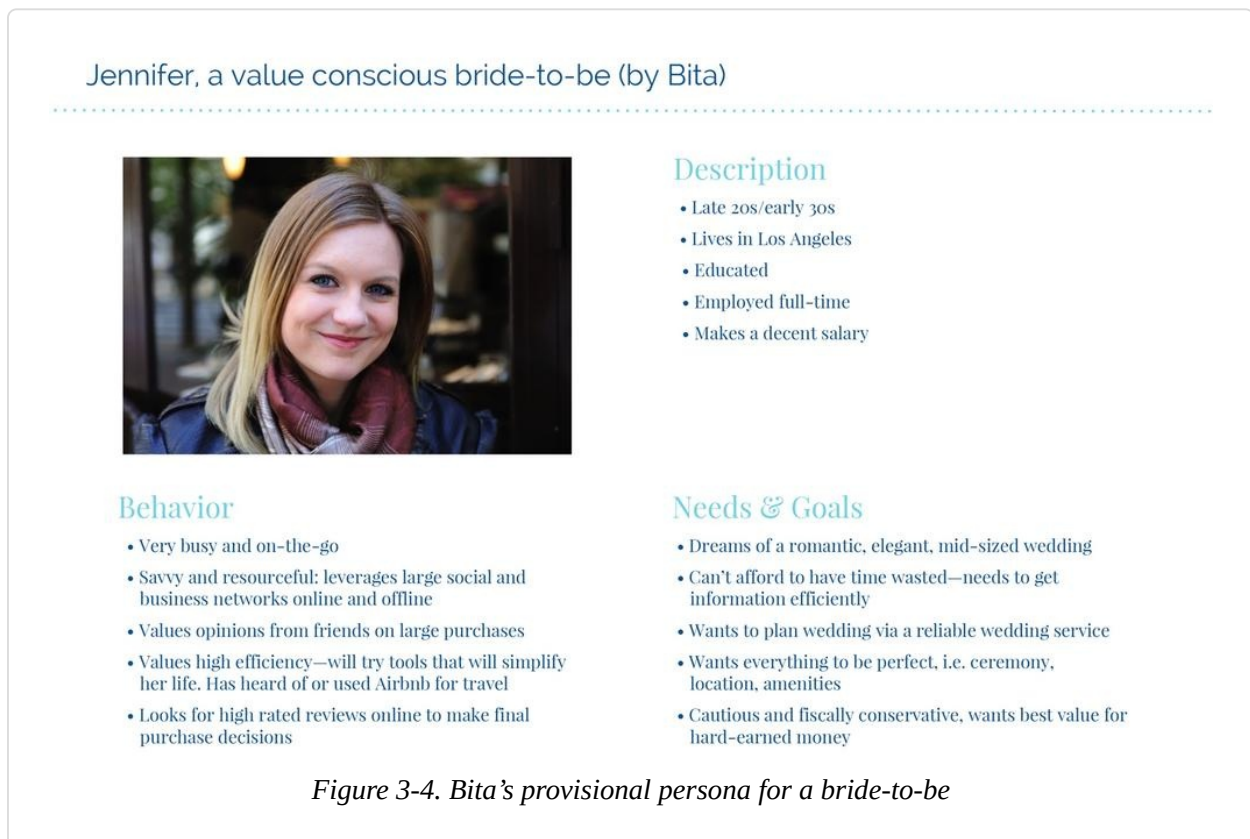 Jennifer, a value conscious bride-to-be (by Bita)
Description
• Late 20s/early 30s
• Lives in Los Angeles
• Educated
• Employed full-time
• Makes a decent salary
Behavior
• Very busy and on-the-go
• Savvy and resourceful: leverages large social and
business networks online and offline
• Values opinions from friends on large purchases
• Values high efficiency—will try tools that will simplify
her life. Has heard of or used Airbnb for travel
• Looks for high rated reviews online to make final
purchase decisions
Needs & Goals
• Dreams of a romantic, elegant, mid-sized wedding
• Can’t afford to have time wasted—needs to get
information efficiently
• Wants to plan wedding via a reliable wedding service
• Wants everything to be perfect, i.e. ceremony,
location, amenities
• Cautious and fiscally conservative, wants best value for
hard-earned money
Figure 3-4. Bita’s provisional persona for a bride-to-be